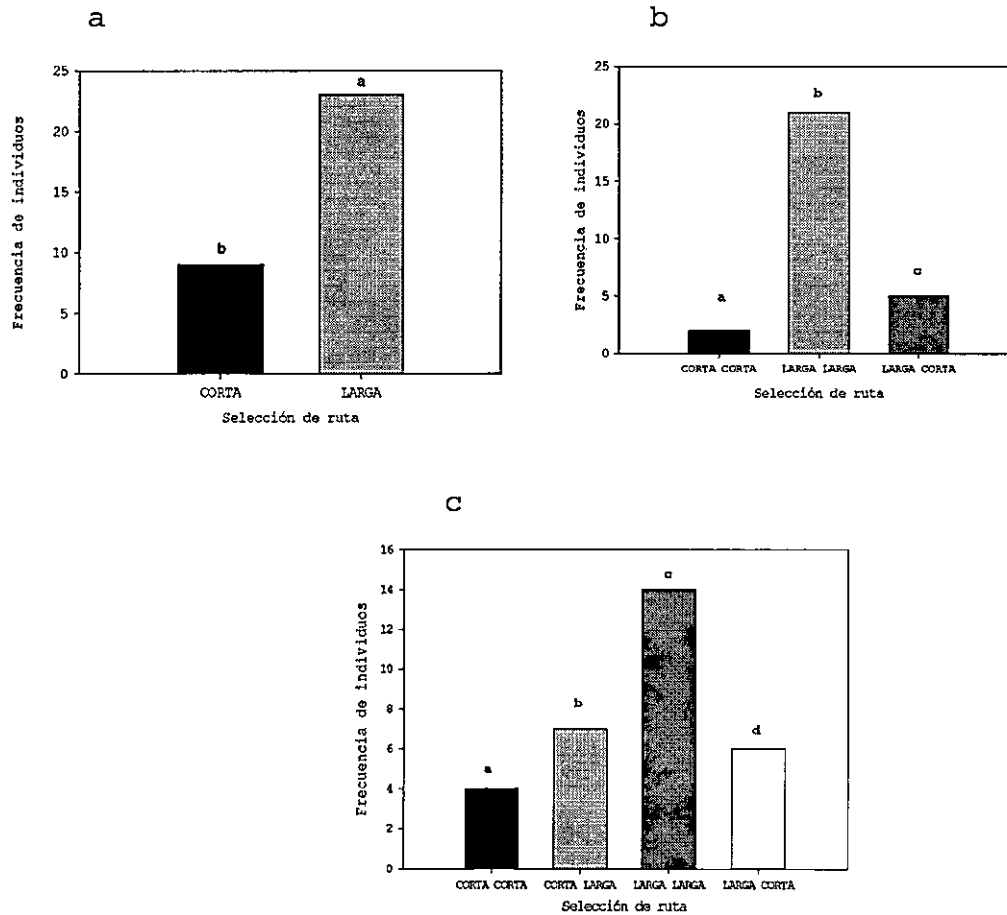 a
25
20
15
10
5
0
Frecuencia de individuos
b
a
CORTA
LARGA
Selección de ruta
b
25
20
15
10
5
0
Frecuencia de individuos
a
b
c
CORTA CORTA
LARGA LARGA
LARGA CORTA
Selección de ruta
c
16
14
12
10
8
6
4
2
0
Frecuencia de individuos
a
b
c
d
CORTA CORTA
CORTA LARGA
LARGA LARGA
LARGA CORTA
Selección de ruta